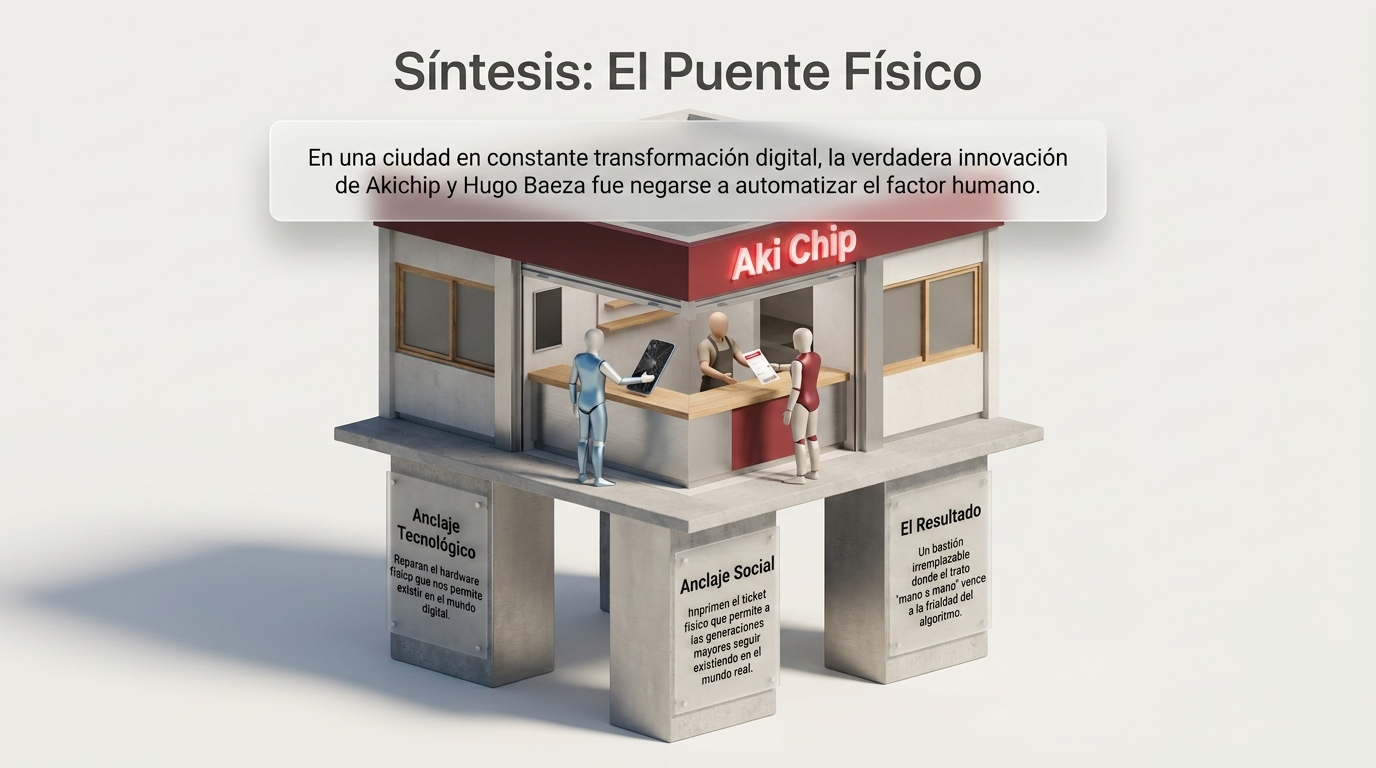 Síntesis: El Puente Físico
En una ciudad en constante transformación digital, la verdadera innovación
de Akichip y Hugo Baeza fue negarse a automatizar el factor humano.
Aki Chip
Anclaje
Tecnológico
Reparan el hardware
fiaicp que nos permite
existir en el mundo
digital.
Anclaje Social
hnprimen el ticket
físico que permite a
ias generaciones
mayores seguir
existiendo en el
mundo real.
El Resultado
Un bastión
irremplazable
donde el trato
"mano s mano" vence
a la frialdad del
algoritmo.